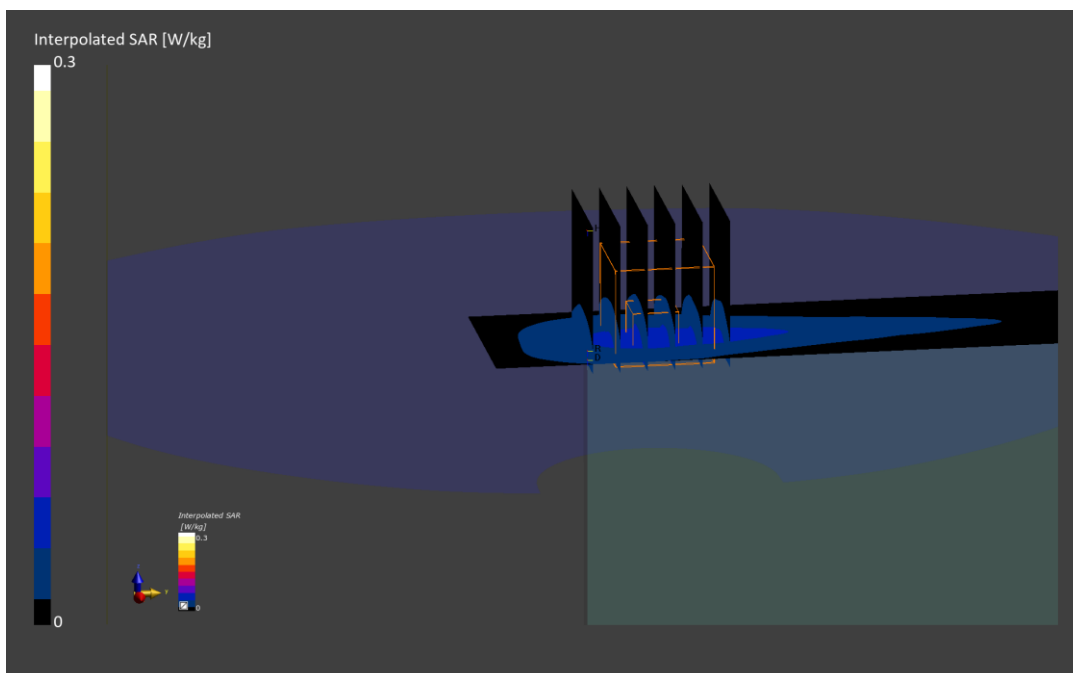 Interpolated SAR [W/kg]
0.3
0
Interpolated SAR
[W/kg]
0.3
0
y